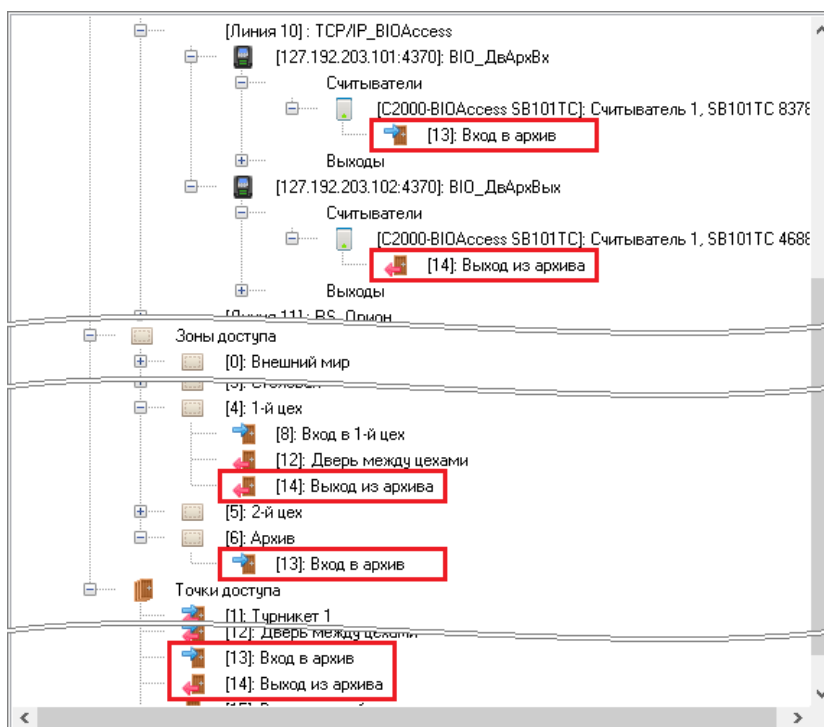 [Линия 10] : TCP/IP_BIOAccess
[127.192.203.101:4370]: BIO_ДвАрхВх
Считыватели
[C2000-BIOAccess SB101TC]: Считыватель 1, SB101TC 8378
[13]: Вход в архив
Выходы
[127.192.203.102:4370]: BIO_ДвАрхВых
Считыватели
[C2000-BIOAccess SB101TC]: Считыватель 1, SB101TC 4688
[14]: Выход из архива
Выходы
[Линия 11] : RS_Орион
Зоны доступа
[0]: Внешний мир
[4]: 1-й цех
[8]: Вход в 1-й цех
[12]: Дверь между цехами
[14]: Выход из архива
[5]: 2-й цех
[6]: Архив
[13]: Вход в архив
Точки доступа
[1]: Турникет 1
[12]: Дверь между цехами
[13]: Вход в архив
[14]: Выход из архива